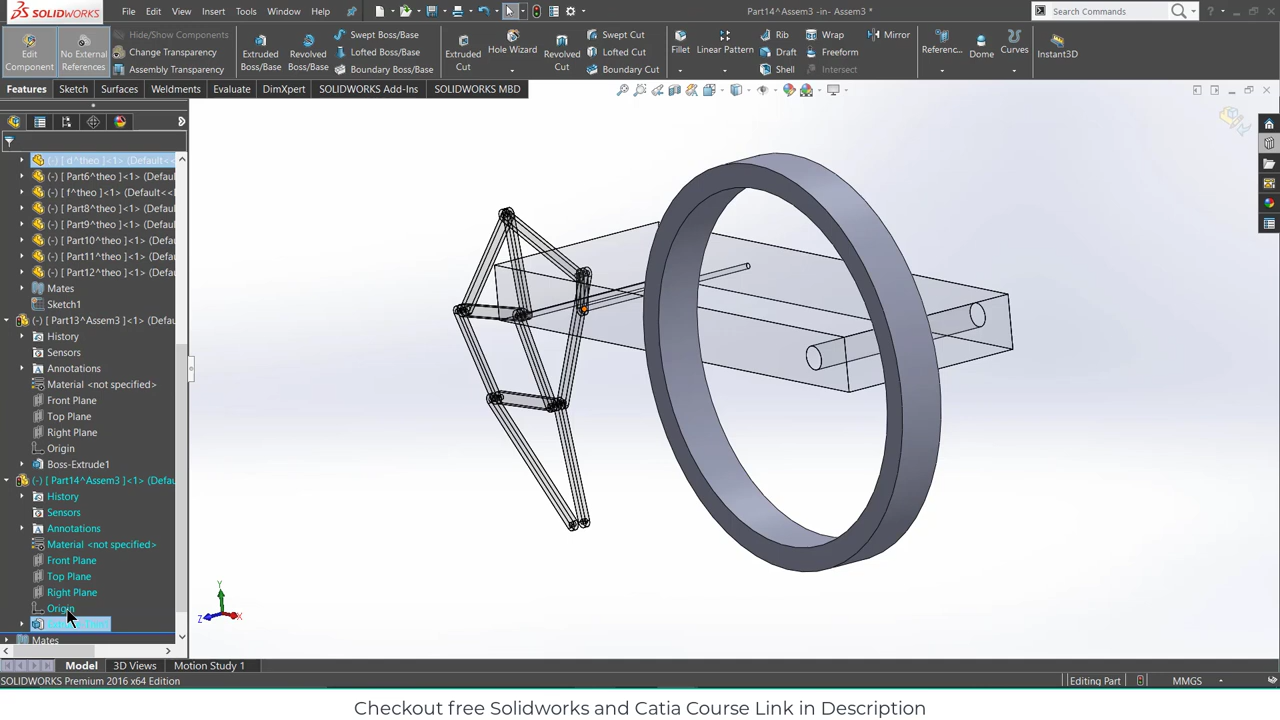 SOLIDWORKS
File Edit View Insert Tools Window Help
Part14^Assem3 -in- Assem3 *
Search Commands
Edit Component
No External References
Hide/Show Components
Change Transparency
Assembly Transparency
Extruded Boss/Base
Revolved Boss/Base
Swept Boss/Base
Lofted Boss/Base
Boundary Boss/Base
Extruded Cut
Hole Wizard
Revolved Cut
Swept Cut
Lofted Cut
Boundary Cut
Fillet
Linear Pattern
Rib
Draft
Shell
Wrap
Freeform
Intersect
Mirror
Referenc...
Dome
Curves
Instant3D
Features Sketch Surfaces Weldments Evaluate DimXpert SOLIDWORKS Add-Ins SOLIDWORKS MBD
(-) [ d^theo ]<1> (Default<<
(-) [ Part6^theo ]<1> (Defau
(-) [ f^theo ]<1> (Default<<D
(-) [ Part8^theo ]<1> (Defau
(-) [ Part9^theo ]<1> (Defau
(-) [ Part10^theo ]<1> (Defa
(-) [ Part11^theo ]<1> (Defa
(-) [ Part12^theo ]<1> (Defa
Mates
Sketch1
(-) [ Part13^Assem3 ]<1> (Defau
History
Sensors
Annotations
Material <not specified>
Front Plane
Top Plane
Right Plane
Origin
Boss-Extrude1
(-) [ Part14^Assem3 ]<1> (Defau
History
Sensors
Annotations
Material <not specified>
Front Plane
Top Plane
Right Plane
Origin
Mates
Y
Z X
Model 3D Views Motion Study 1
SOLIDWORKS Premium 2016 x64 Edition
Editing Part
MMGS
Checkout free Solidworks and Catia Course Link in Description